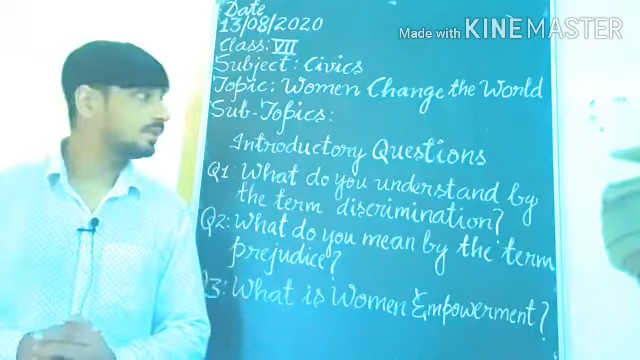 Date
13/08/2020
Class: VII
Subject: Civics
Topic: Women Change the World
Sub-Topics:
Introductory Questions
Q1: What do you understand by
the term discrimination?
Q2: What do you mean by the term
prejudice?
Q3: What is Women Empowerment?
Made with KINEMASTER